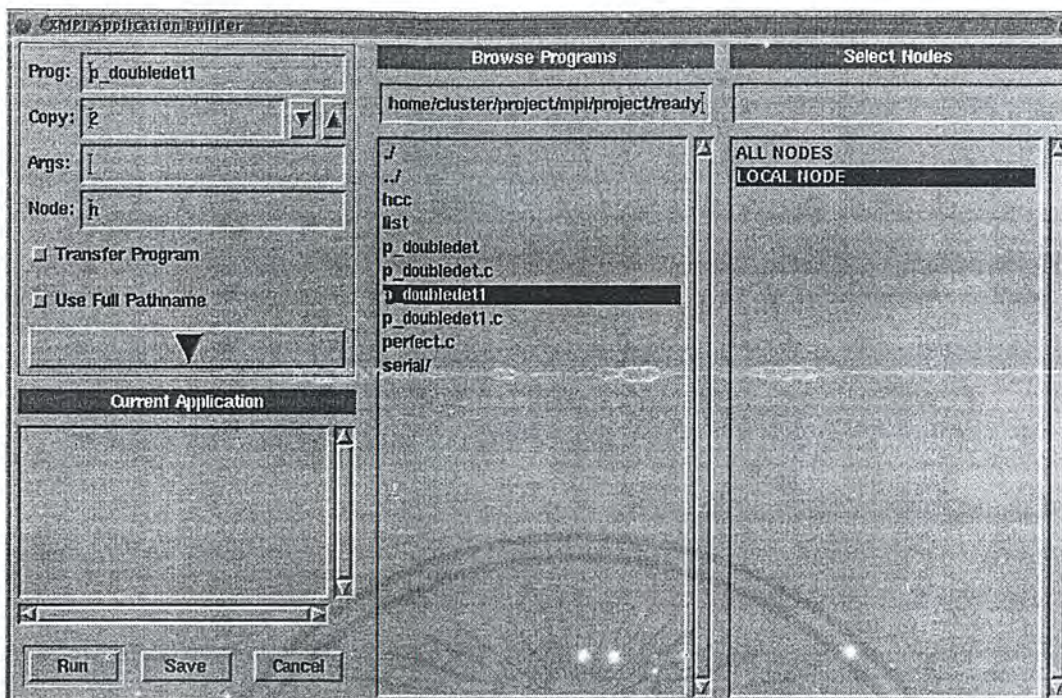 XMPI Application Builder
Prog: p_doubledet1
Copy: 2
Args:
Node: h
Transfer Program
Use Full Pathname
Current Application
Run Save Cancel
Browse Programs
home/cluster/project/mpi/project/ready
./
../
hcc
list
p_doubledet
p_doubledet.c
p_doubledet1
p_doubledet1.c
perfect.c
serial/
Select Nodes
ALL NODES
LOCAL NODE